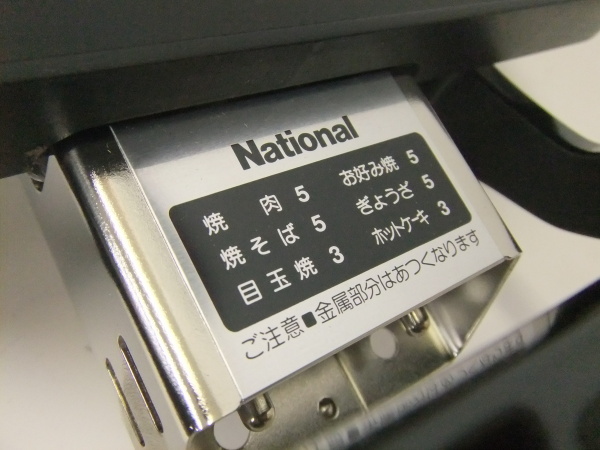 National
焼肉 5 お好み焼 5
焼そば 5 ぎょうざ 5
目玉焼 3 ホットケーキ 3
ご注意■金属部分はあつくなります